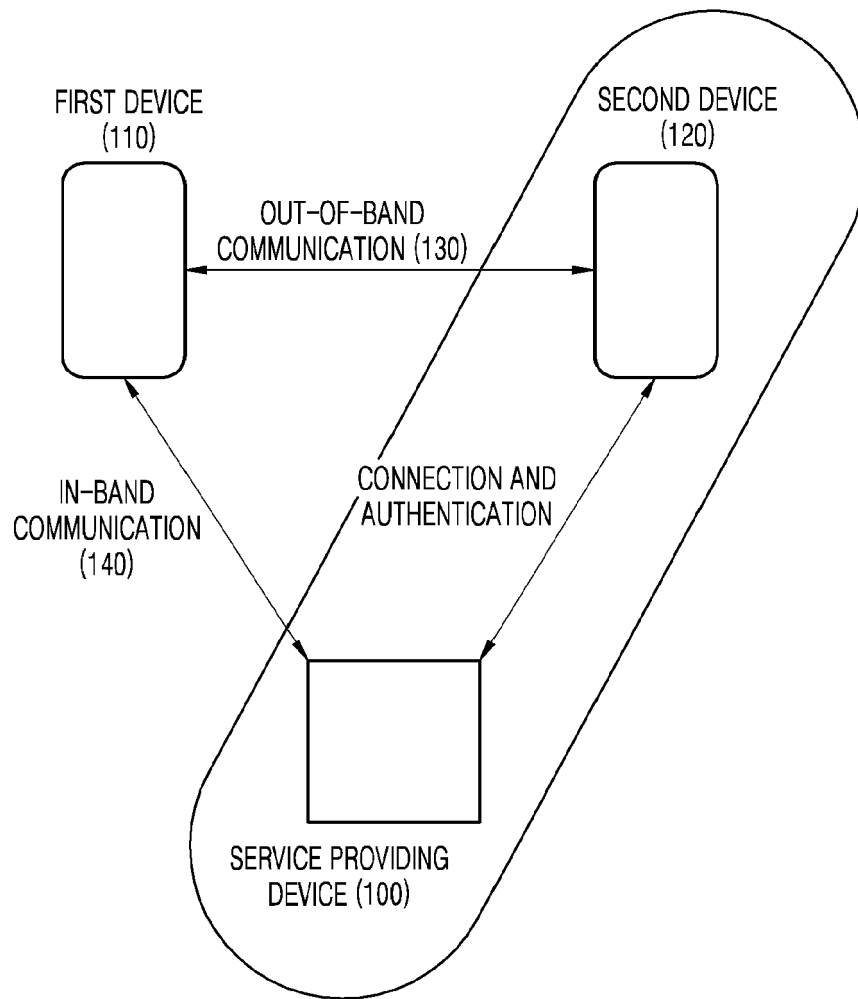 FIRST DEVICE
(110)
SECOND DEVICE
(120)
OUT-OF-BAND
COMMUNICATION (130)
IN-BAND
COMMUNICATION
(140)
CONNECTION AND
AUTHENTICATION
SERVICE PROVIDING
DEVICE (100)